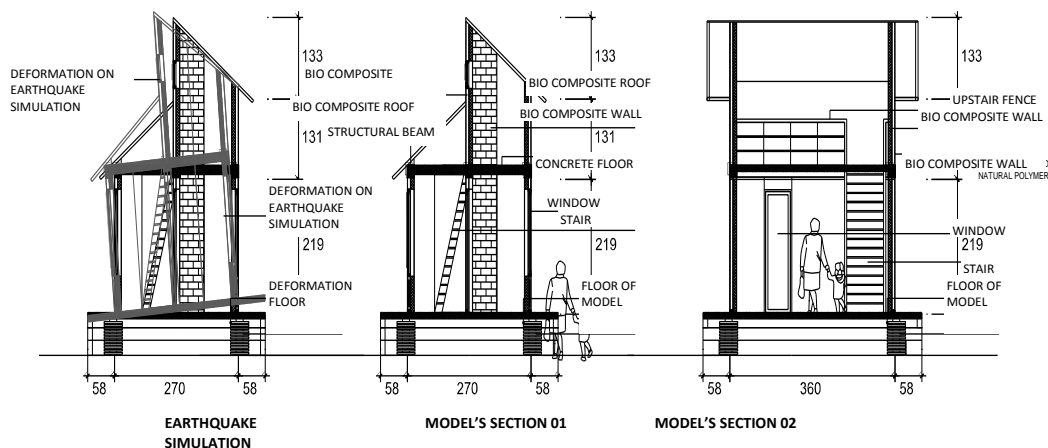 133
DEFORMATION ON
EARTHQUAKE
SIMULATION
BIO COMPOSITE
BIO COMPOSITE ROOF
131
STRUCTURAL BEAM
DEFORMATION ON
EARTHQUAKE
SIMULATION
219
DEFORMATION
FLOOR
58
270
58
EARTHQUAKE
SIMULATION
133
BIO COMPOSITE ROOF
BIO COMPOSITE WALL
131
CONCRETE FLOOR
WINDOW
STAIR
219
FLOOR OF
MODEL
58
270
58
MODEL'S SECTION 01
133
UPSTAIR FENCE
BIO COMPOSITE WALL
131
BIO COMPOSITE WALL
NATURAL POLYMER
WINDOW
219
STAIR
FLOOR OF
MODEL
58
360
58
MODEL'S SECTION 02